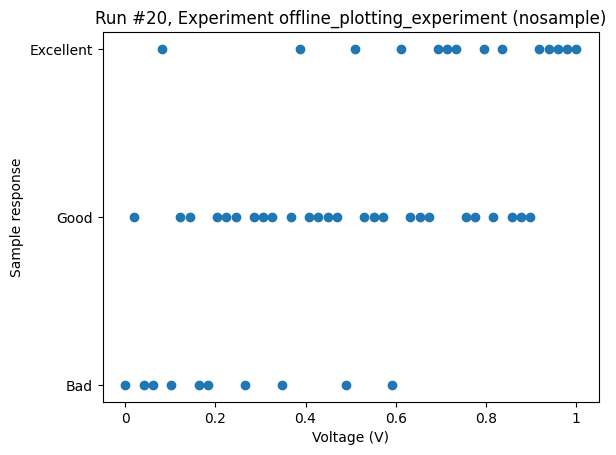 Run #20, Experiment offline_plotting_experiment (nosample)
Excellent
Good
Bad
Sample response
0
0.2
0.4
0.6
0.8
1
Voltage (V)